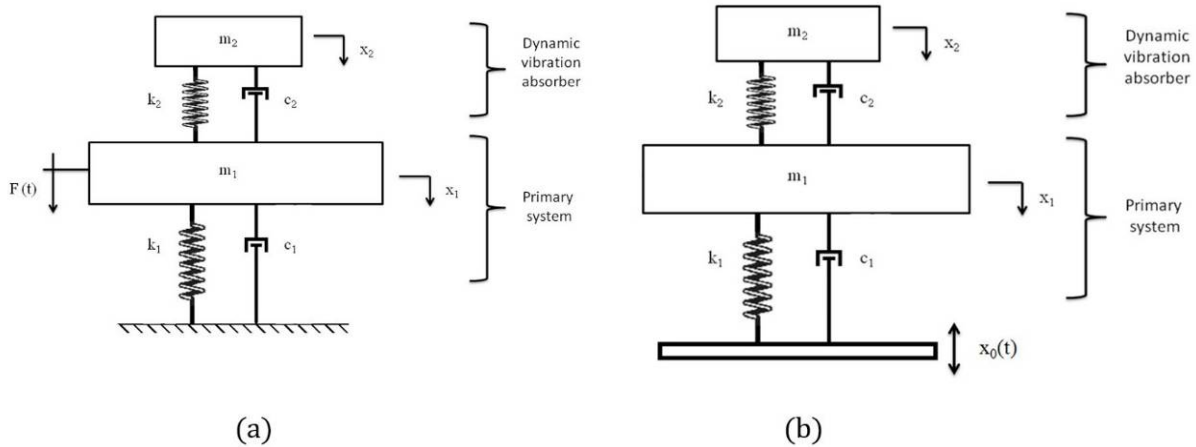 m₂
x₂
Dynamic
vibration
absorber
k₂
c₂
m₁
F(t)
x₁
Primary
system
k₁
c₁
(a)
m₂
x₂
Dynamic
vibration
absorber
k₂
c₂
m₁
x₁
Primary
system
k₁
c₁
x₀(t)
(b)